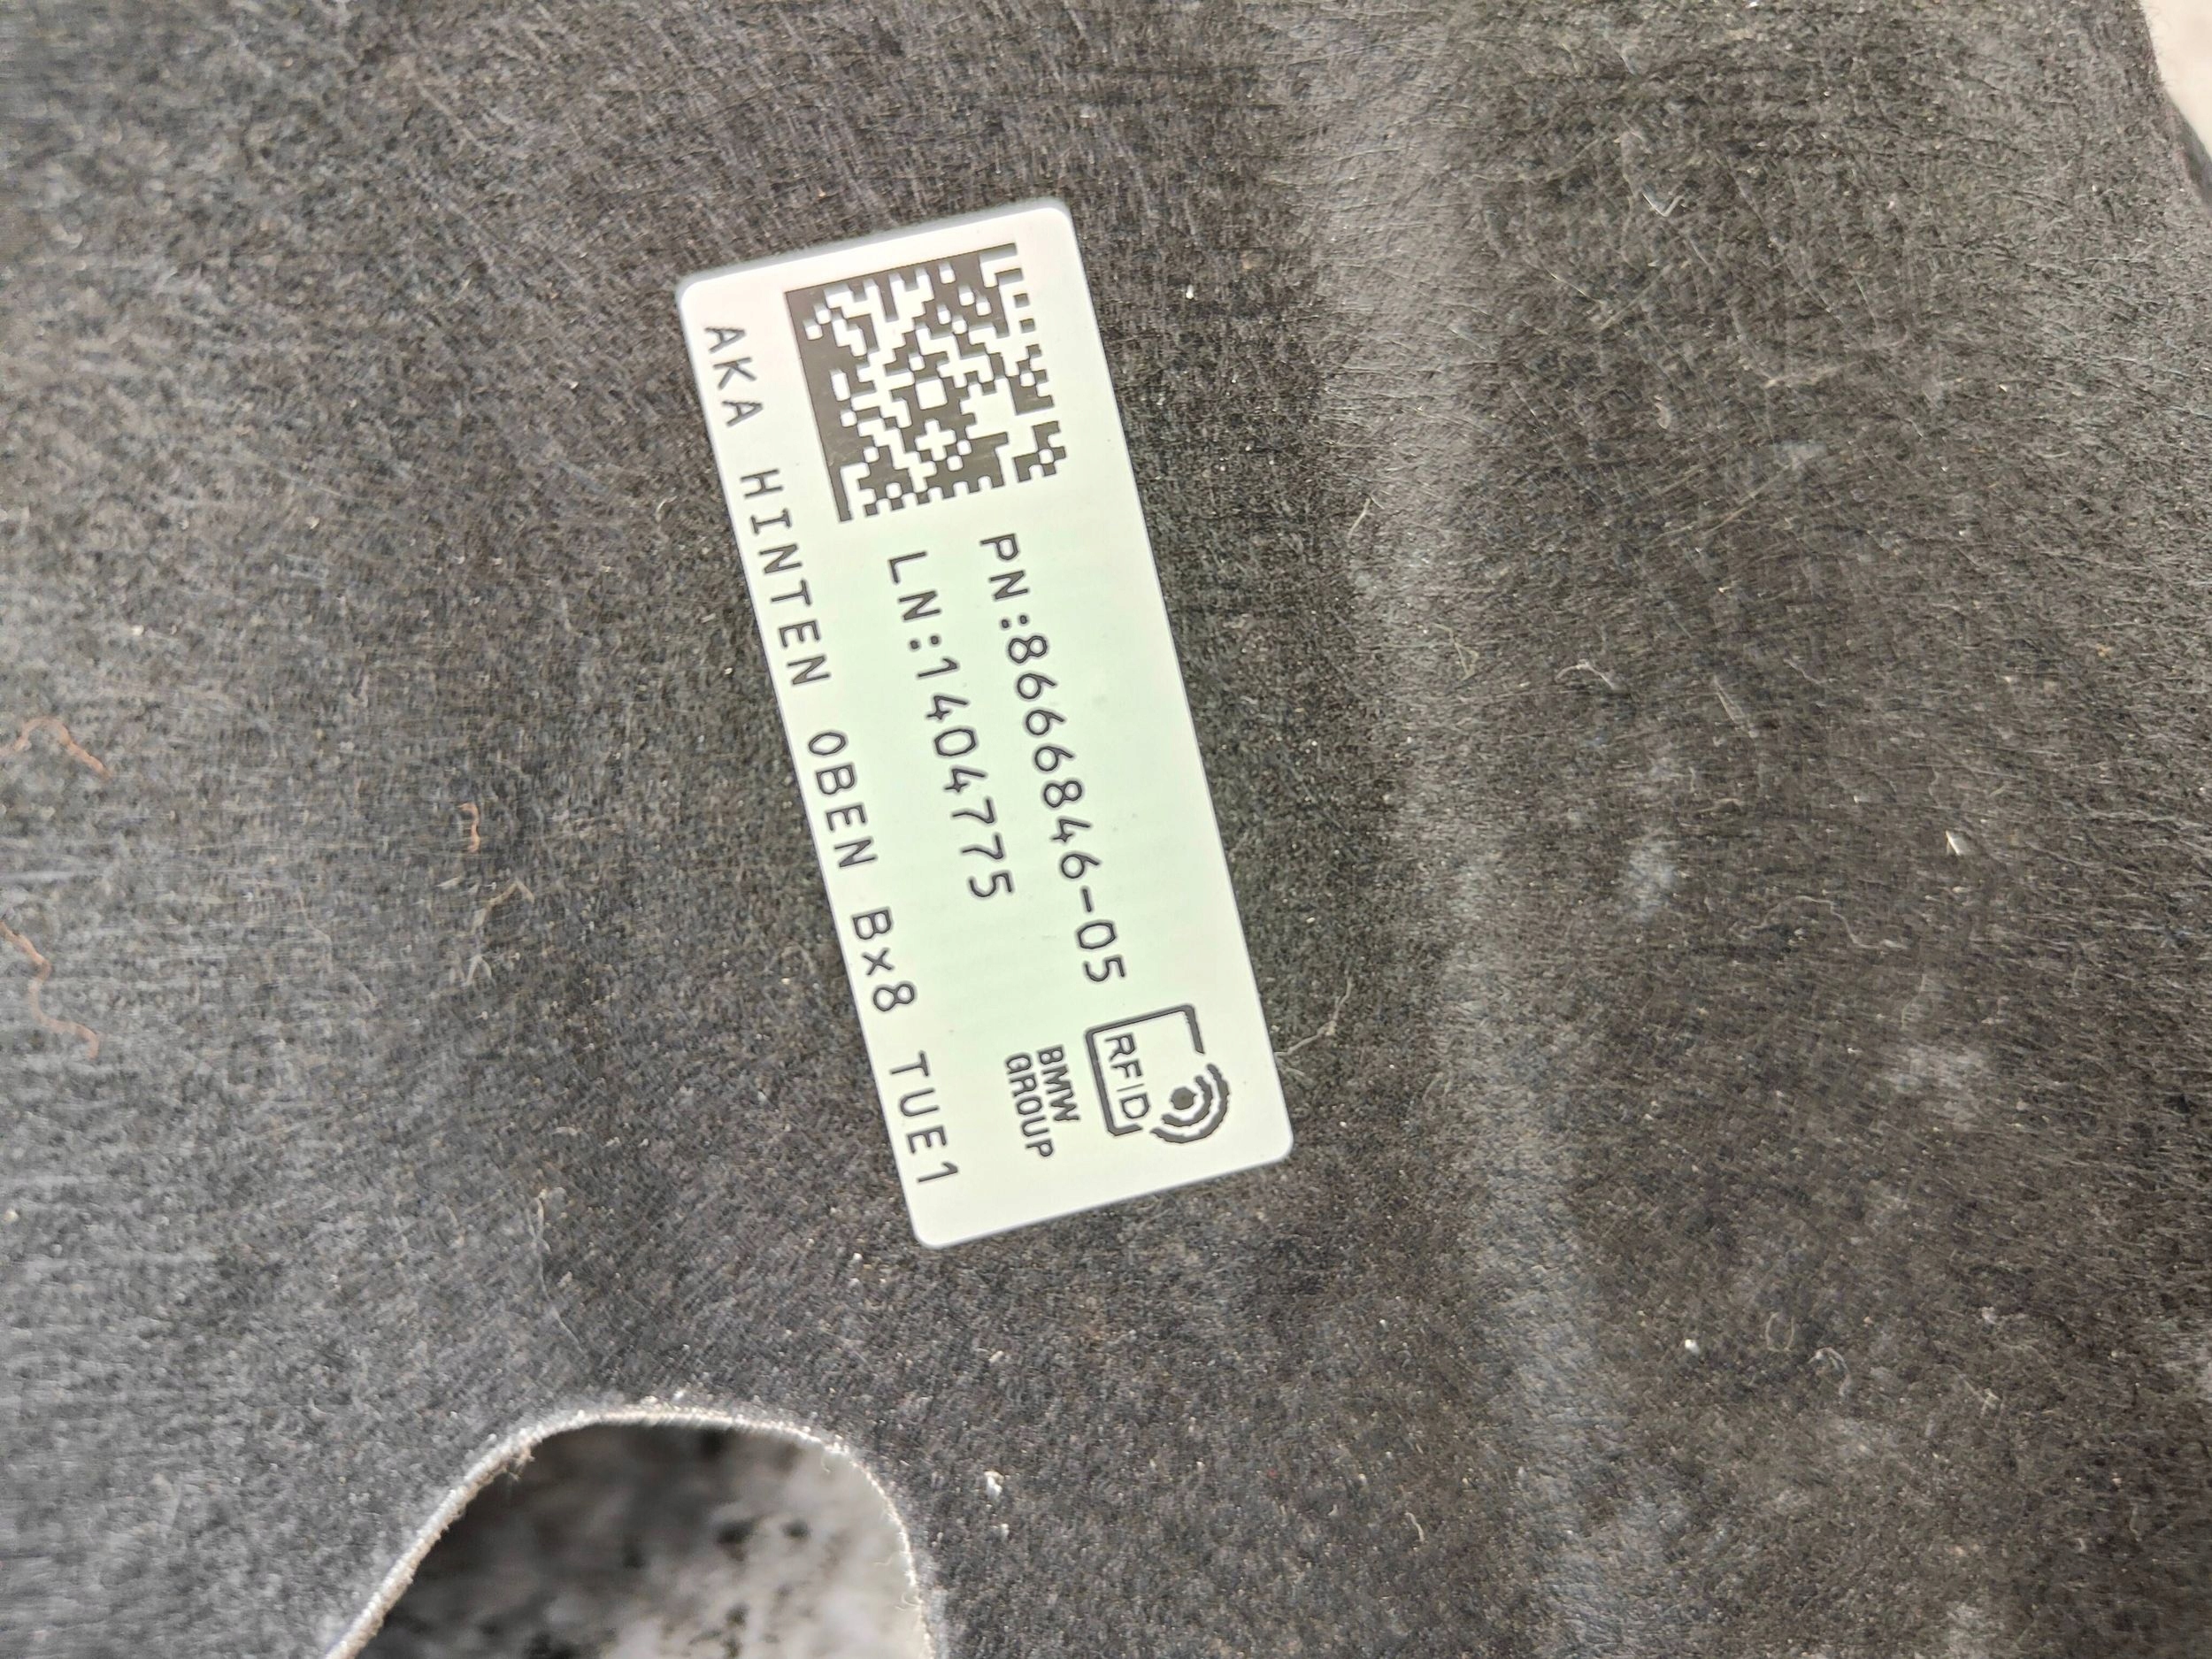 PN:8666846-05
LN:1404775
RFID
BMW
GROUP
AKA HINTEN OBEN Bx8 TUE1